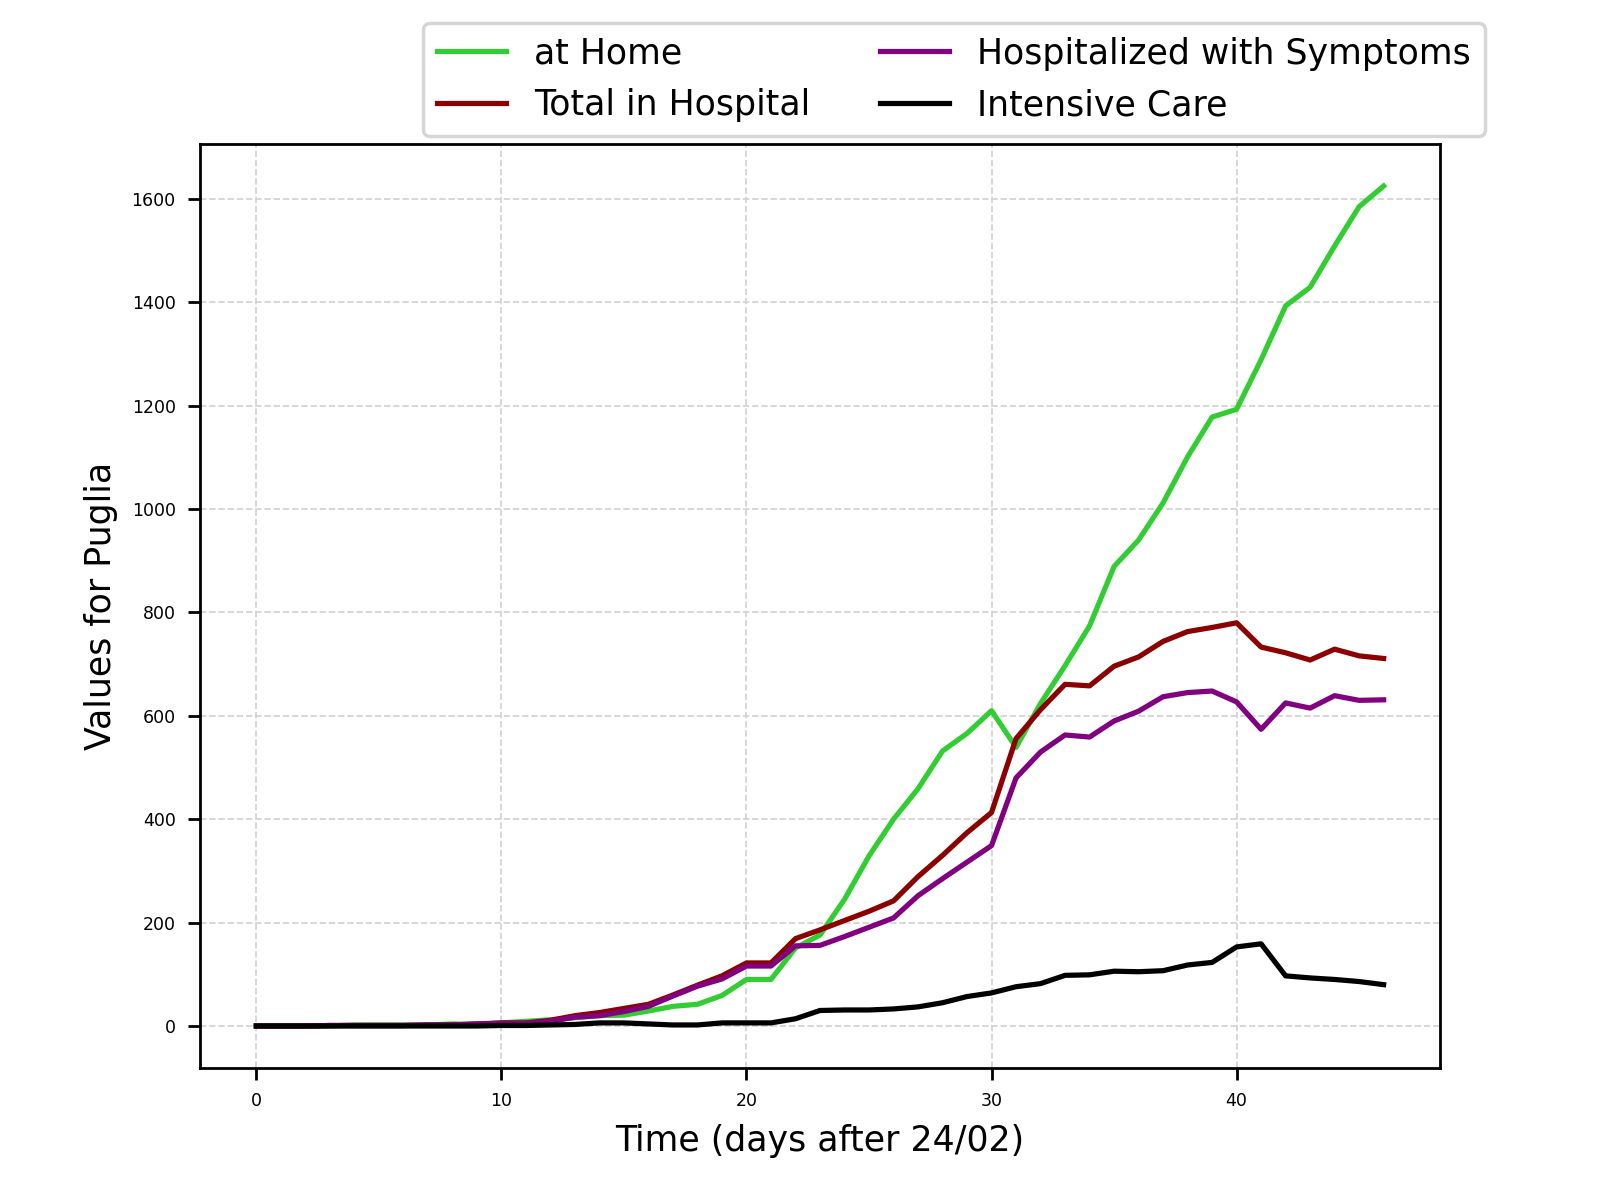 at Home
Total in Hospital
Hospitalized with Symptoms
Intensive Care
Values for Puglia
1600
1400
1200
1000
800
600
400
200
0
0 10 20 30 40
Time (days after 24/02)